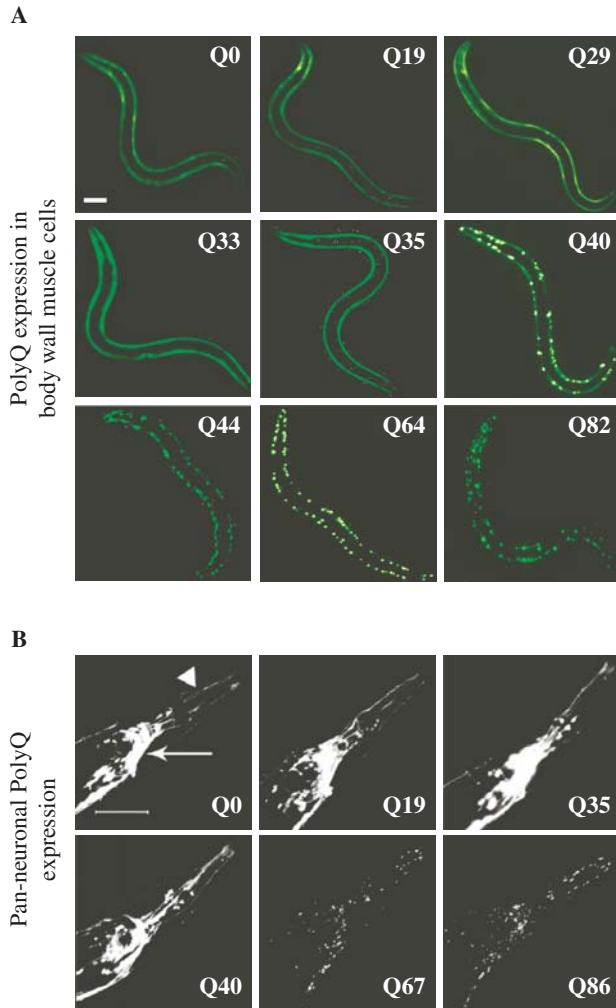 A
PolyQ expression in
body wall muscle cells
Q0
Q19
Q29
Q33
Q35
Q40
Q44
Q64
Q82
B
Pan-neuronal PolyQ
expression
Q0
Q19
Q35
Q40
Q67
Q86